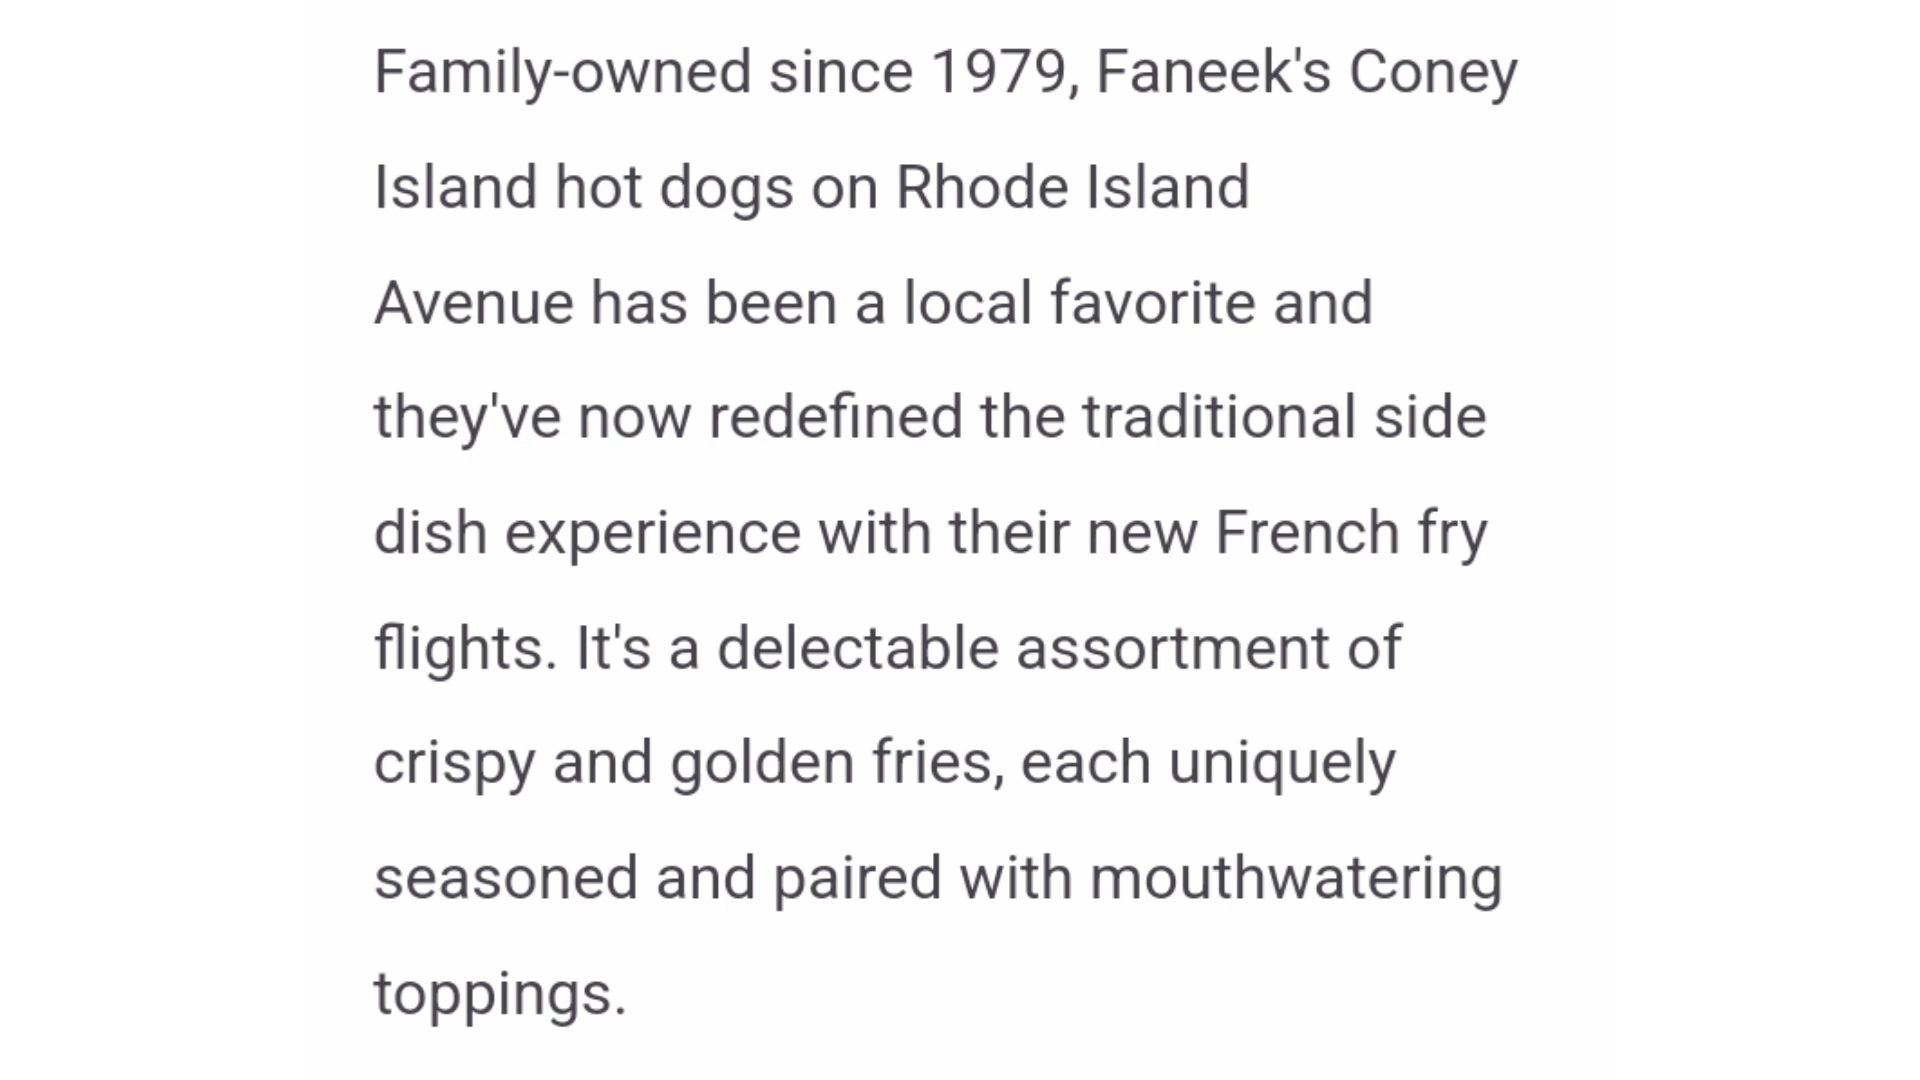 Family-owned since 1979, Faneek's Coney
Island hot dogs on Rhode Island
Avenue has been a local favorite and
they've now redefined the traditional side
dish experience with their new French fry
flights. It's a delectable assortment of
crispy and golden fries, each uniquely
seasoned and paired with mouthwatering
toppings.